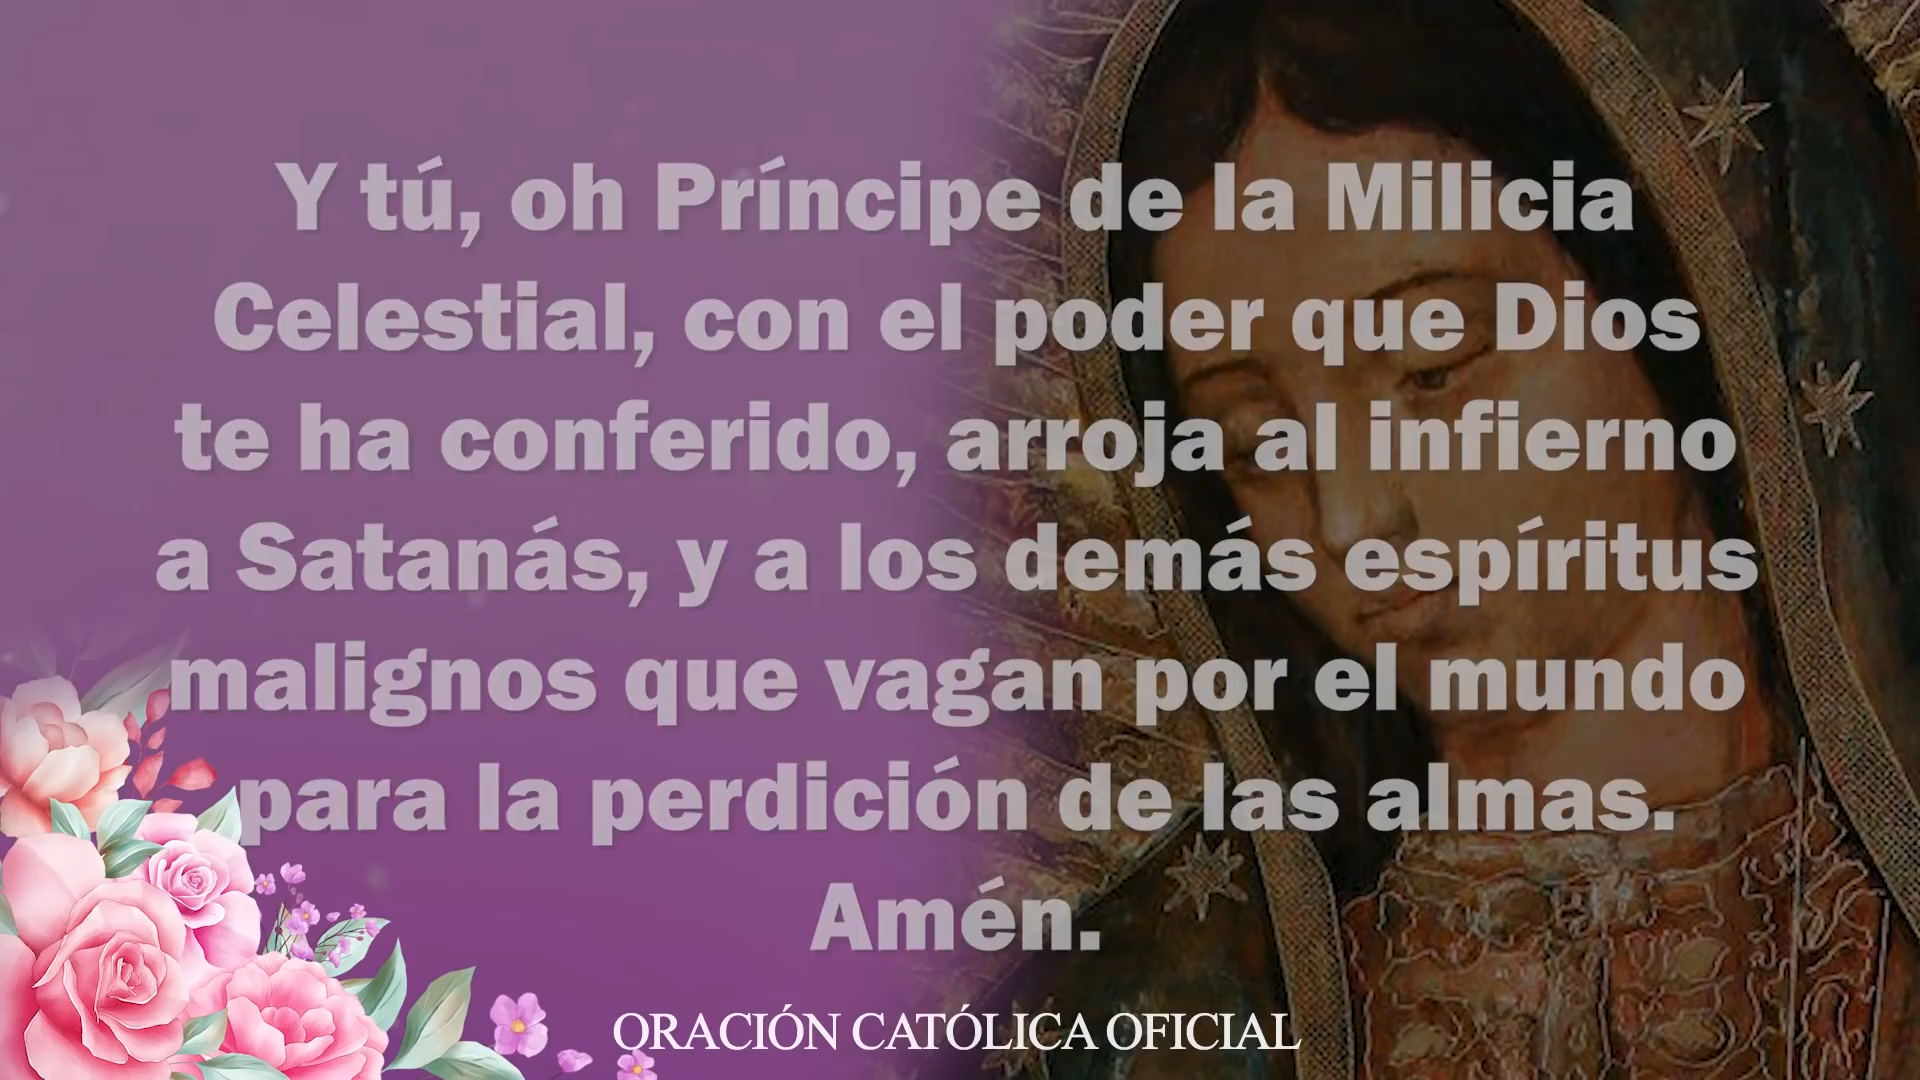 Y tú, oh Príncipe de la Milicia
Celestial, con el poder que Dios
te ha conferido, arroja al infierno
a Satanás, y a los demás espíritus
malignos que vagan por el mundo
para la perdición de las almas.
Amén.
ORACIÓN CATÓLICA OFICIAL